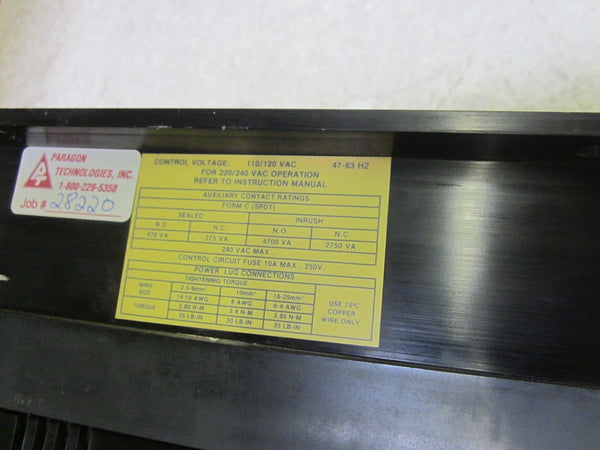 PARAGON
TECHNOLOGIES, INC.
1-800-229-5350
Job # 28220
CONTROL VOLTAGE: 110/120 VAC 47-63 HZ
FOR 220/240 VAC OPERATION
REFER TO INSTRUCTION MANUAL
AUXILIARY CONTACT RATINGS
FORM C (SPDT)
SEALED INRUSH
N.O. N.C. N.O. N.C.
470 VA 275 VA 4700 VA 2750 VA
240 VAC MAX.
CONTROL CIRCUIT FUSE 10A MAX., 250V.
POWER LUG CONNECTIONS
TIGHTENING TORQUE
WIRE SIZE 2.5-6mm² 10mm² 16-25mm²
14-10 AWG 8 AWG 6-4 AWG
TORQUE 2.80 N-M 3.4 N-M 3.95 N-M
25 LB-IN 30 LB-IN 35 LB-IN
USE 75°C
COPPER
WIRE ONLY